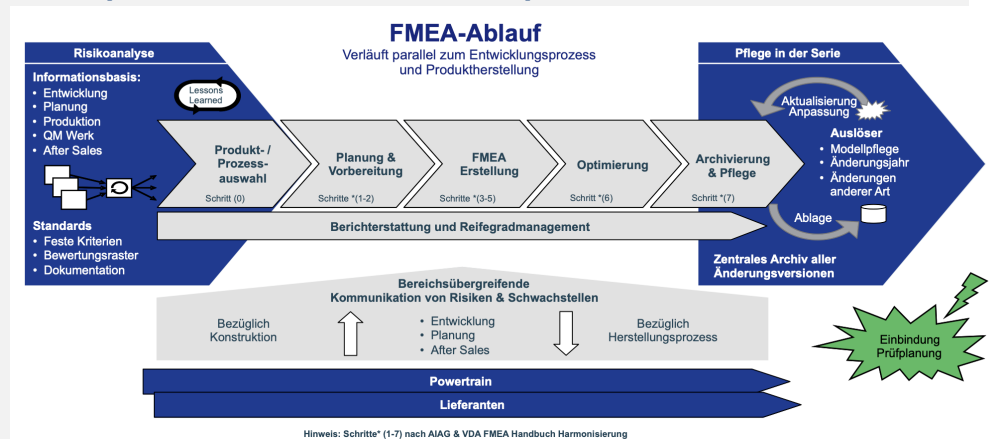 FMEA-Ablauf
Verläuft parallel zum Entwicklungsprozess
und Produktherstellung
Risikoanalyse
Informationsbasis:
• Entwicklung
• Planung
• Produktion
• QM Werk
• After Sales
Lessons
Learned
Standards
• Feste Kriterien
• Bewertungsraster
• Dokumentation
Produkt- /
Prozess-
auswahl
Schritt (0)
Planung &
Vorbereitung
Schritte *(1-2)
FMEA
Erstellung
Schritte *(3-5)
Optimierung
Schritt *(6)
Archivierung
& Pflege
Schritt *(7)
Berichterstattung und Reifegradmanagement
Pflege in der Serie
Aktualisierung
Anpassung
Auslöser
• Modellpflege
• Änderungsjahr
• Änderungen
anderer Art
Ablage
Zentrales Archiv aller
Änderungsversionen
Bereichsübergreifende
Kommunikation von Risiken & Schwachstellen
Bezüglich
Konstruktion
• Entwicklung
• Planung
• After Sales
Bezüglich
Herstellungsprozess
Einbindung
Prüfplanung
Powertrain
Lieferanten
Hinweis: Schritte* (1-7) nach AIAG & VDA FMEA Handbuch Harmonisierung